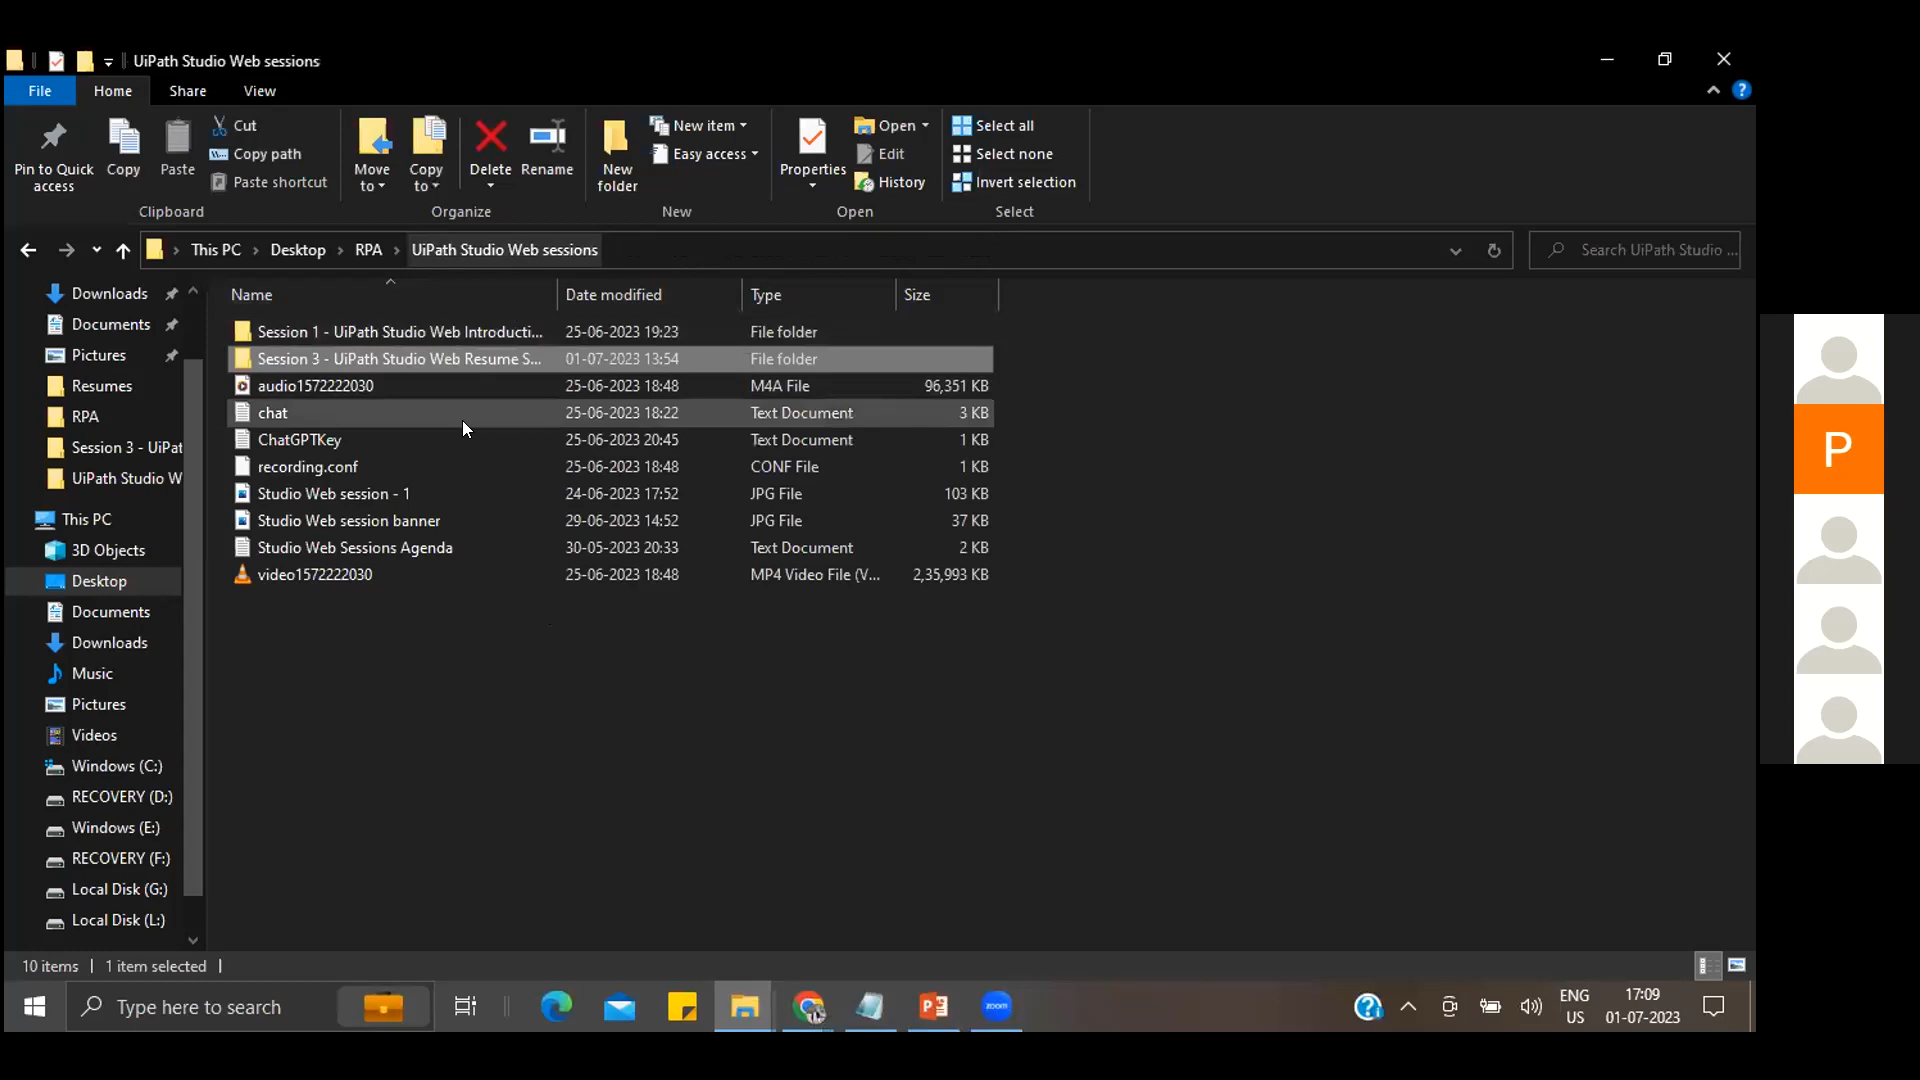 UiPath Studio Web sessions
File Home Share View
Pin to Quick access
Copy
Paste
Cut
Copy path
Paste shortcut
Clipboard
Move to
Copy to
Delete
Rename
Organize
New folder
New item
Easy access
New
Properties
Open
Edit
History
Open
Select all
Select none
Invert selection
Select
This PC > Desktop > RPA > UiPath Studio Web sessions
Search UiPath Studio ...
Downloads
Documents
Pictures
Resumes
RPA
Session 3 - UiPat
UiPath Studio W
This PC
3D Objects
Desktop
Documents
Downloads
Music
Pictures
Videos
Windows (C:)
RECOVERY (D:)
Windows (E:)
RECOVERY (F:)
Local Disk (G:)
Local Disk (L:)
Name Date modified Type Size
Session 1 - UiPath Studio Web Introducti... 25-06-2023 19:23 File folder
Session 3 - UiPath Studio Web Resume S... 01-07-2023 13:54 File folder
audio1572222030 25-06-2023 18:48 M4A File 96,351 KB
chat 25-06-2023 18:22 Text Document 3 KB
ChatGPTKey 25-06-2023 20:45 Text Document 1 KB
recording.conf 25-06-2023 18:48 CONF File 1 KB
Studio Web session - 1 24-06-2023 17:52 JPG File 103 KB
Studio Web session banner 29-06-2023 14:52 JPG File 37 KB
Studio Web Sessions Agenda 30-05-2023 20:33 Text Document 2 KB
video1572222030 25-06-2023 18:48 MP4 Video File (V... 2,35,993 KB
P
10 items 1 item selected
Type here to search
zoom
ENG
US
17:09
01-07-2023